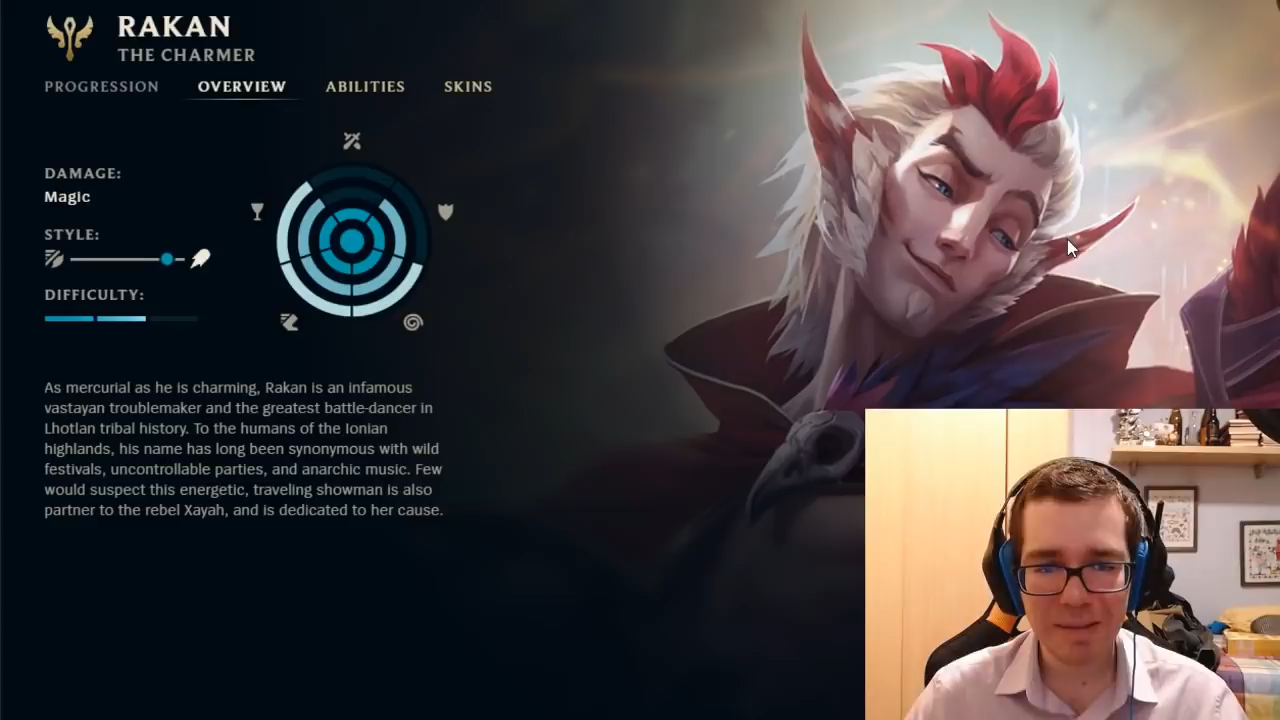 RAKAN
THE CHARMER
PROGRESSION OVERVIEW ABILITIES SKINS
DAMAGE:
Magic
STYLE:
DIFFICULTY:
As mercurial as he is charming, Rakan is an infamous
vastayan troublemaker and the greatest battle-dancer in
Lhotlan tribal history. To the humans of the Ionian
highlands, his name has long been synonymous with wild
festivals, uncontrollable parties, and anarchic music. Few
would suspect this energetic, traveling showman is also
partner to the rebel Xayah, and is dedicated to her cause.